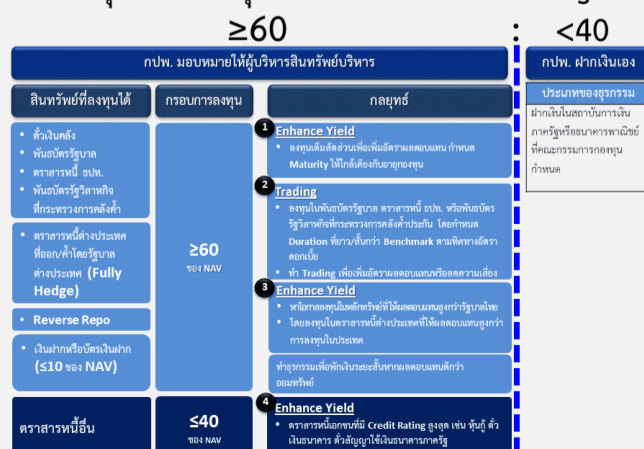 ≥60 : <40
กปพ. มอบหมายให้ผู้บริหารสินทรัพย์บริหาร
กปพ. ฝากเงินเอง
สินทรัพย์ที่ลงทุนได้
กรอบการลงทุน
กลยุทธ์
ประเภทของธุรกรรม
ฝากเงินในสถาบันการเงิน
ภาครัฐหรือธนาคารพาณิชย์
ที่คณะกรรมการกองทุน
กำหนด
• ตั๋วเงินคลัง
• พันธบัตรรัฐบาล
• ตราสารหนี้ ธปท.
• พันธบัตรรัฐวิสาหกิจ
ที่กระทรวงการคลังค้ำ
• ตราสารหนี้ต่างประเทศ
ที่ออก/ค้ำโดยรัฐบาล
ต่างประเทศ (Fully
Hedge)
• Reverse Repo
• เงินฝากหรือบัตรเงินฝาก
(≤10 ของ NAV)
≥60
ของ NAV
1
Enhance Yield
• ลงทุนเต็มสัดส่วนเพื่อเพิ่มอัตราผลตอบแทน กำหนด
Maturity ให้ใกล้เคียงกับอายุกองทุน
2
Trading
• ลงทุนในพันธบัตรรัฐบาล ตราสารหนี้ ธปท. หรือพันธบัตร
รัฐวิสาหกิจที่กระทรวงการคลังค้ำประกัน โดยกำหนด
Duration ที่ยาว/สั้นกว่า Benchmark ตามทิศทางอัตรา
ดอกเบี้ย
• ทำ Trading เพื่อเพิ่มอัตราผลตอบแทนหรือลดความเสี่ยง
3
Enhance Yield
• หาโอกาสลงทุนในหลักทรัพย์ที่ให้ผลตอบแทนสูงกว่ารัฐบาลไทย
• โดยลงทุนในตราสารหนี้ต่างประเทศที่ให้ผลตอบแทนสูงกว่า
การลงทุนในประเทศ
ทำธุรกรรมเพื่อพักเงินระยะสั้นหากผลตอบแทนดีกว่า
ออมทรัพย์
ตราสารหนี้อื่น
≤40
ของ NAV
4
Enhance Yield
• ตราสารหนี้เอกชนที่มี Credit Rating สูงสุด เช่น หุ้นกู้ ตั๋ว
เงินธนาคาร ตั๋วสัญญาใช้เงินธนาคารภาครัฐ